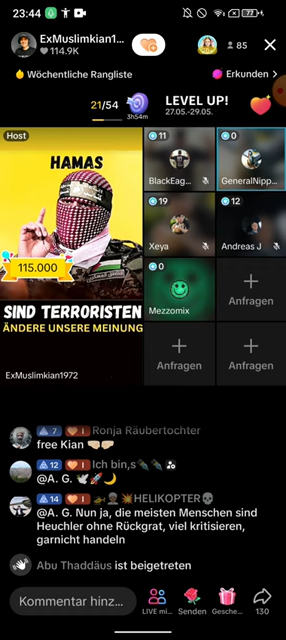 23:44
77
ExMuslimkian1...
114.9K
85
Wöchentliche Rangliste
Erkunden >
21/54
3h54m
LEVEL UP!
27.05.-29.05.
Host
HAMAS
115.000
SIND TERRORISTEN
ÄNDERE UNSERE MEINUNG
ExMuslimkian1972
11
BlackEag...
0
GeneralNipp...
19
Xeya
12
Andreas J
0
Mezzomix
Anfragen
Anfragen
Anfragen
7 1 Ronja Räubertochter
free Kian 🤜🏻🤛🏻
12 1 Ich bin,s
@A. G. 🕊🚀🌙
14 1 HELIKOPTER
@A. G. Nun ja, die meisten Menschen sind
Heuchler ohne Rückgrat, viel kritisieren,
garnicht handeln
Abu Thaddäus ist beigetreten
Kommentar hinz...
LIVE mi...
Senden
Gesche...
130